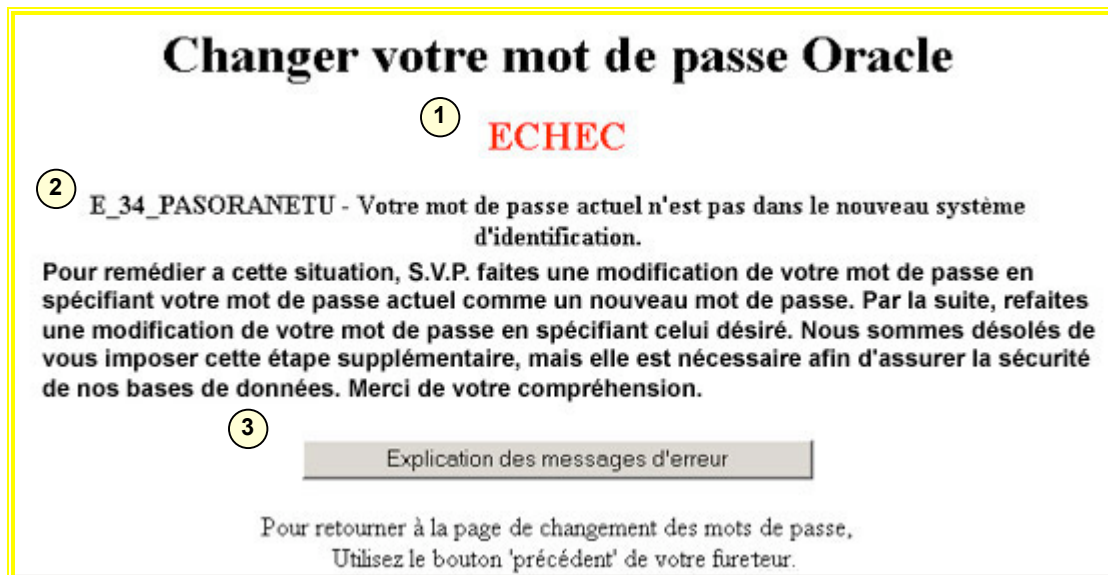 Changer votre mot de passe Oracle
1
ECHEC
2
E_34_PASORANETU - Votre mot de passe actuel n'est pas dans le nouveau système
d'identification.
Pour remédier a cette situation, S.V.P. faites une modification de votre mot de passe en
spécifiant votre mot de passe actuel comme un nouveau mot de passe. Par la suite, refaites
une modification de votre mot de passe en spécifiant celui désiré. Nous sommes désolés de
vous imposer cette étape supplémentaire, mais elle est nécessaire afin d'assurer la sécurité
de nos bases de données. Merci de votre compréhension.
3
Explication des messages d'erreur
Pour retourner à la page de changement des mots de passe,
Utilisez le bouton 'précédent' de votre fureteur.